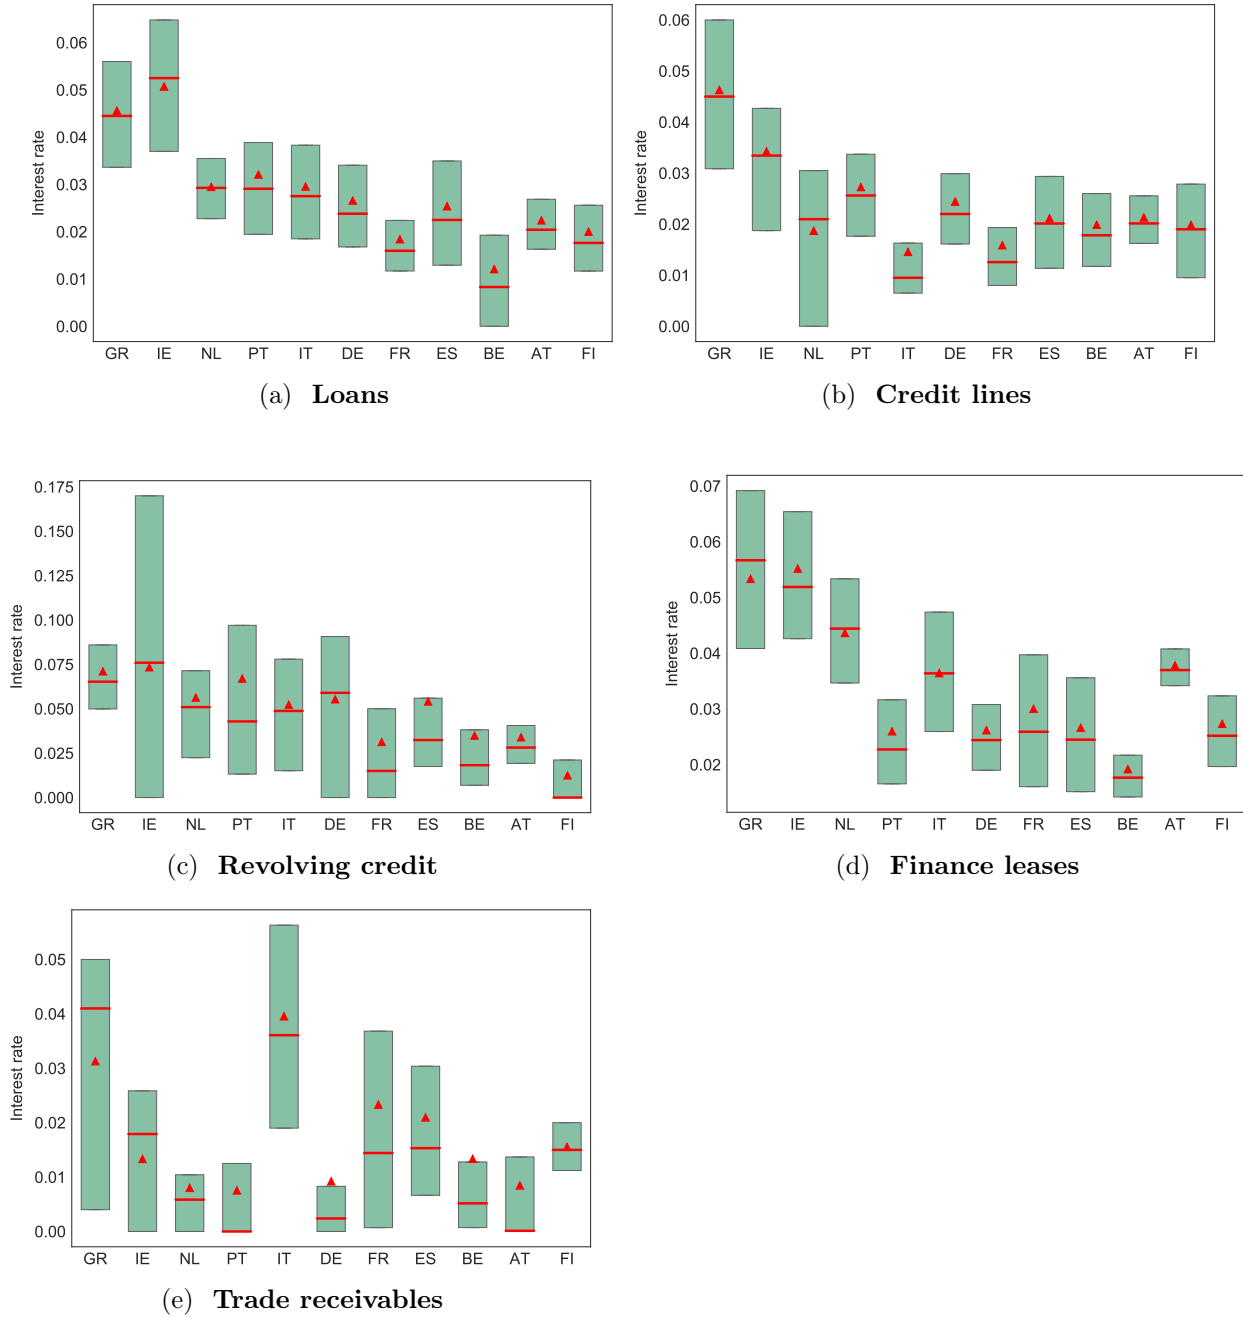 Interest rate
0.06
0.05
0.04
0.03
0.02
0.01
0.00
GR IE NL PT IT DE FR ES BE AT FI
(a) Loans
Interest rate
0.06
0.05
0.04
0.03
0.02
0.01
0.00
GR IE NL PT IT DE FR ES BE AT FI
(b) Credit lines
Interest rate
0.175
0.150
0.125
0.100
0.075
0.050
0.025
0.000
GR IE NL PT IT DE FR ES BE AT FI
(c) Revolving credit
Interest rate
0.07
0.06
0.05
0.04
0.03
0.02
GR IE NL PT IT DE FR ES BE AT FI
(d) Finance leases
Interest rate
0.05
0.04
0.03
0.02
0.01
0.00
GR IE NL PT IT DE FR ES BE AT FI
(e) Trade receivables